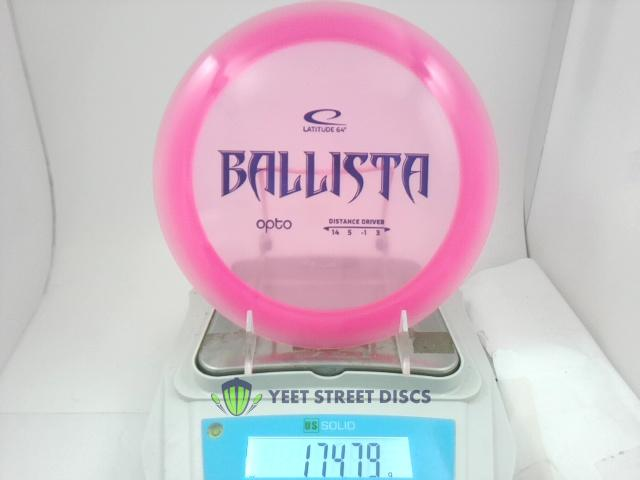 LATITUDE 64°
BALLISTA
opto
DISTANCE DRIVER
14 5 -1 3
YEET STREET DISCS
US SOLID
174.79 g